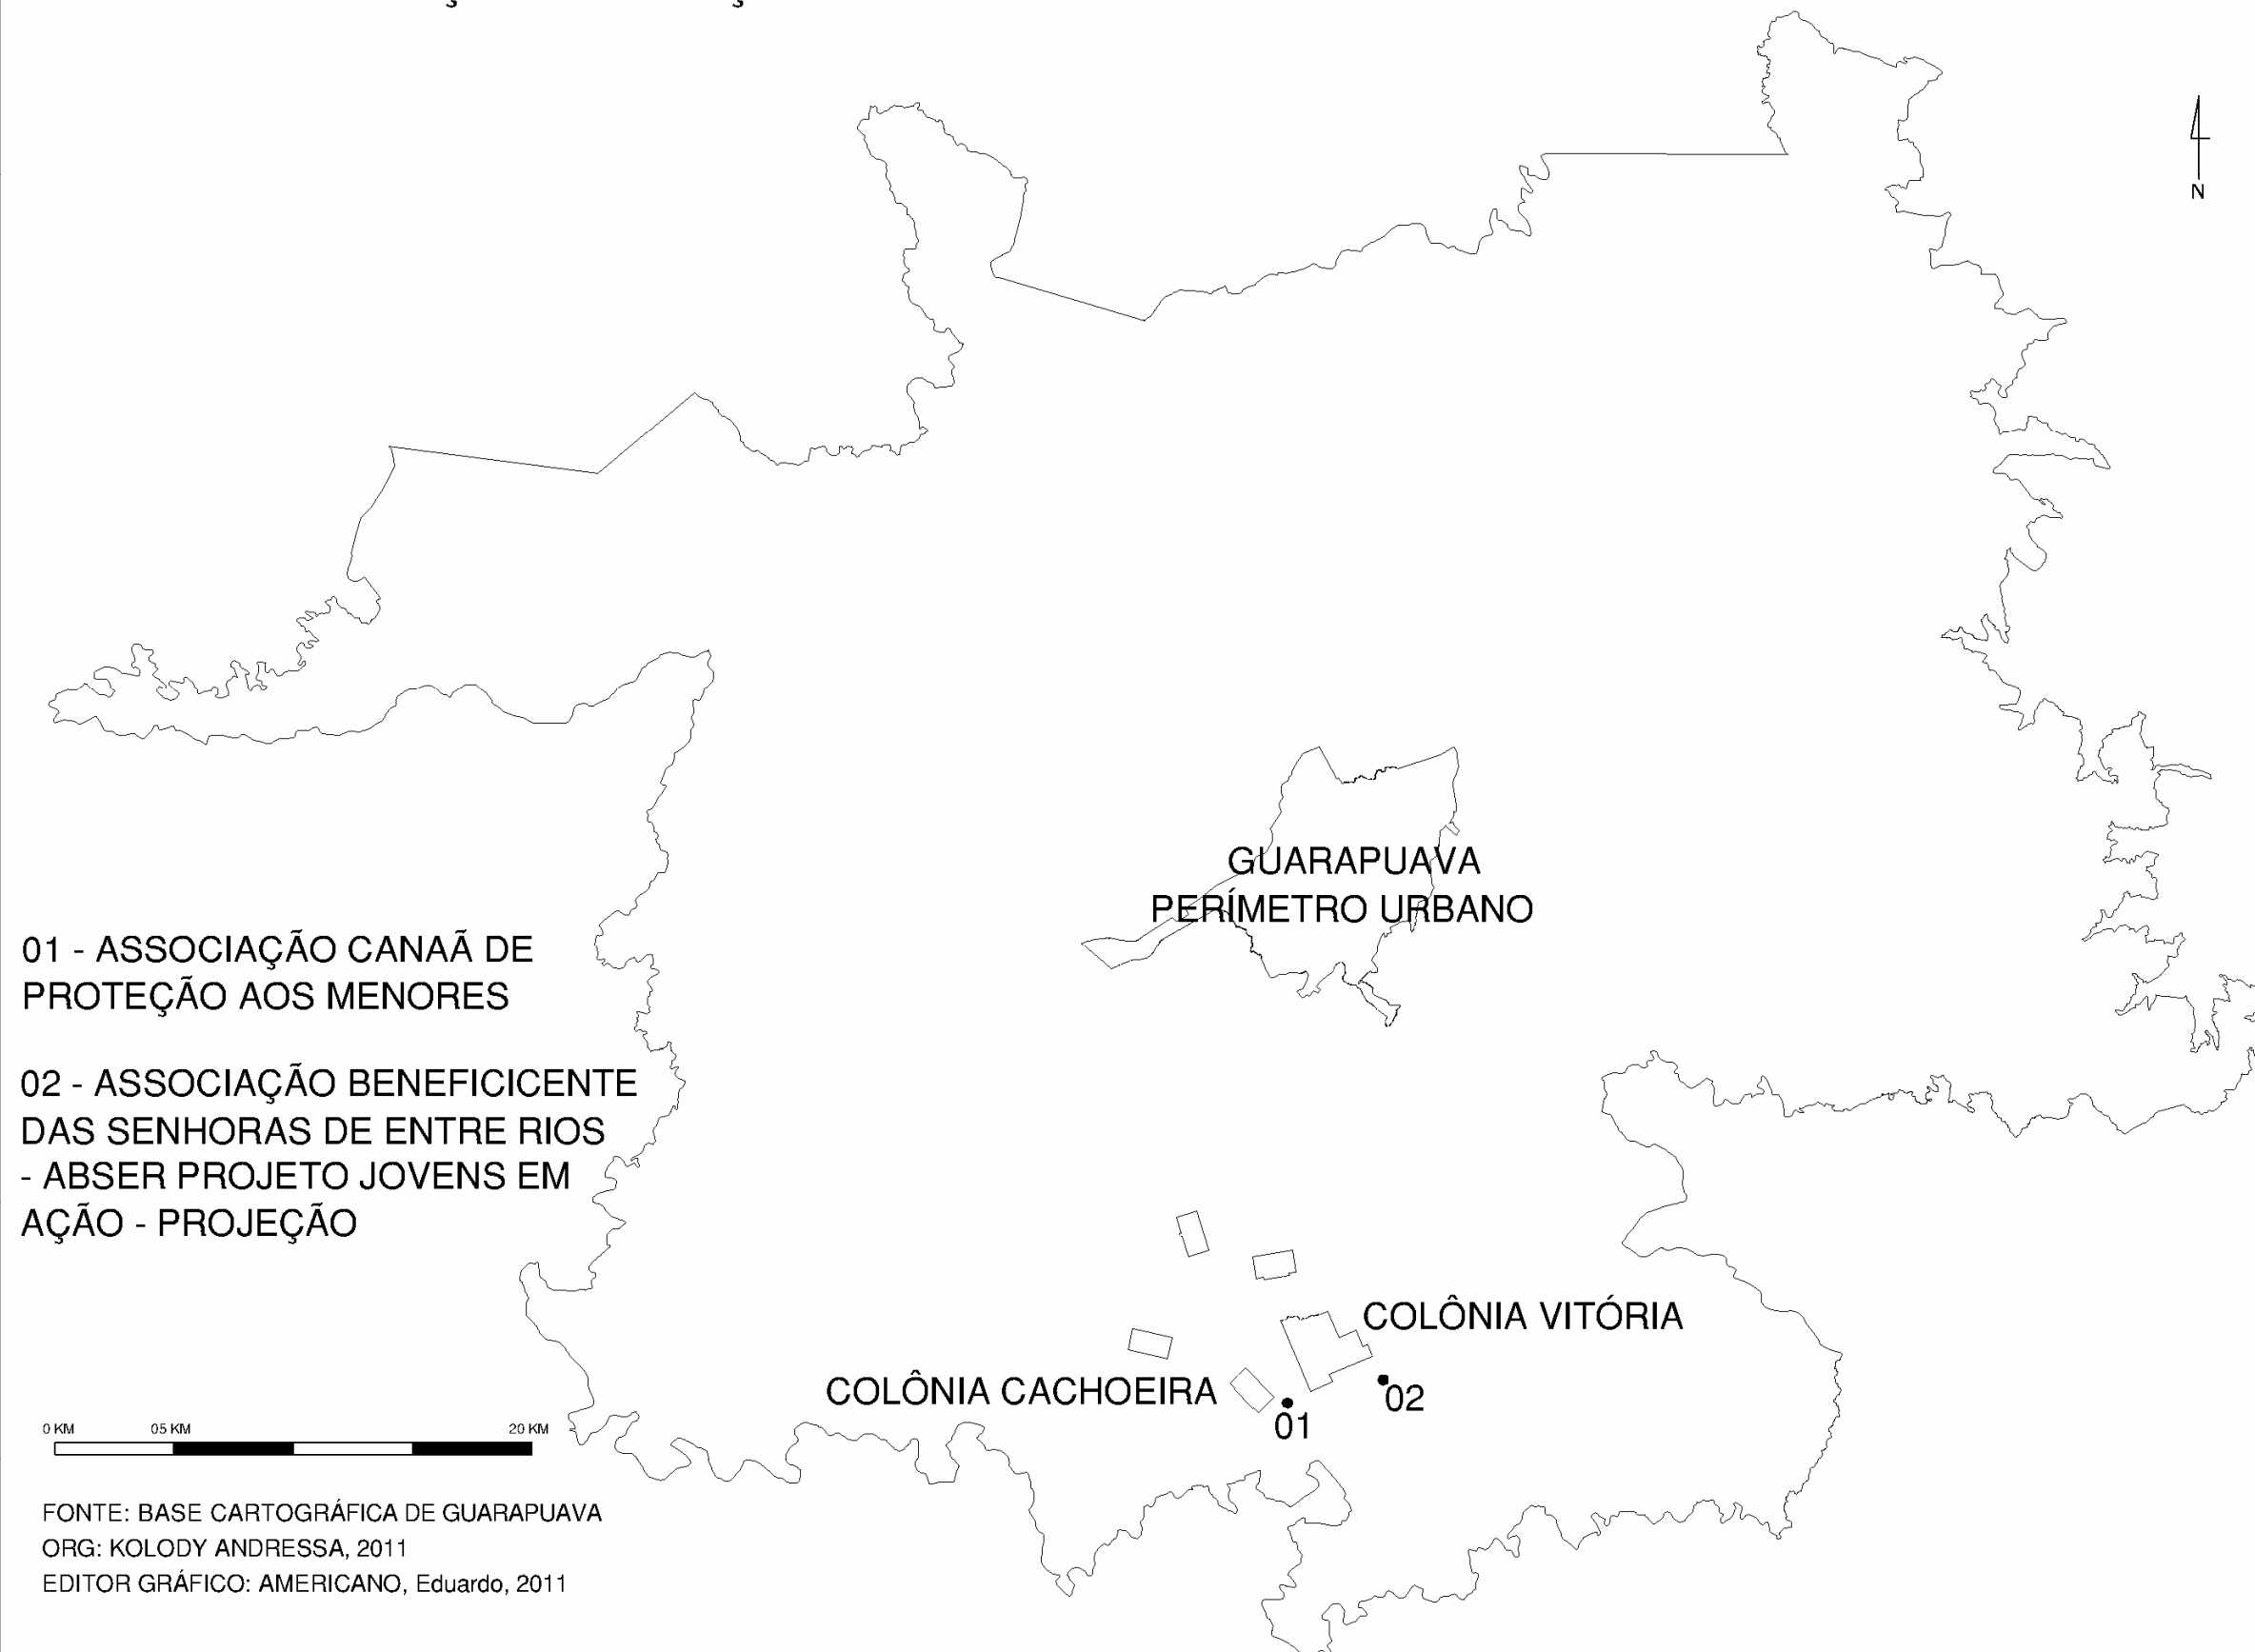 N
GUARAPUAVA
PERÍMETRO URBANO
01 - ASSOCIAÇÃO CANAÃ DE
PROTEÇÃO AOS MENORES
02 - ASSOCIAÇÃO BENEFICICENTE
DAS SENHORAS DE ENTRE RIOS
- ABSER PROJETO JOVENS EM
AÇÃO - PROJEÇÃO
COLÔNIA VITÓRIA
COLÔNIA CACHOEIRA
02
01
0 KM 05 KM 20 KM
FONTE: BASE CARTOGRÁFICA DE GUARAPUAVA
ORG: KOLODY ANDRESSA, 2011
EDITOR GRÁFICO: AMERICANO, Eduardo, 2011